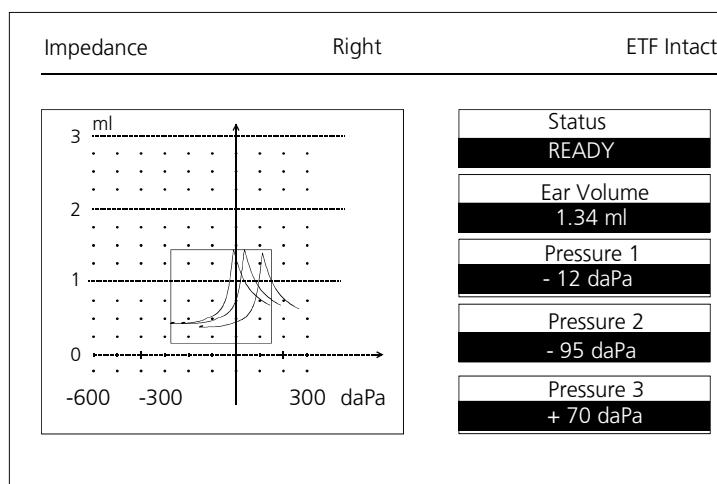 Impedance Right ETF Intact
ml
3
2
1
0
-600 -300 300 daPa
Status
READY
Ear Volume
1.34 ml
Pressure 1
- 12 daPa
Pressure 2
- 95 daPa
Pressure 3
+ 70 daPa